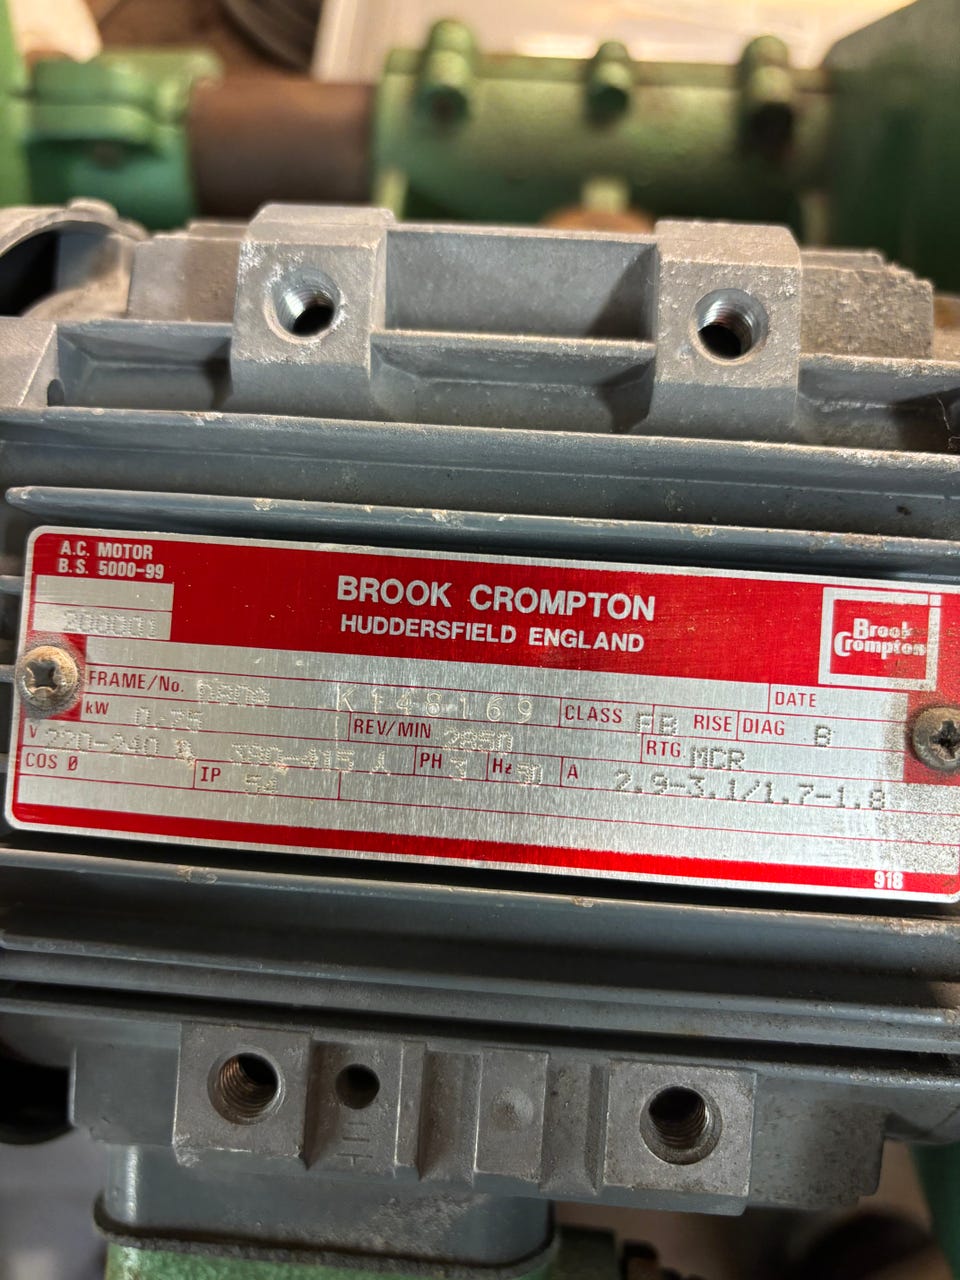 A.C. MOTOR
B.S. 5000-99
BROOK CROMPTON
HUDDERSFIELD ENGLAND
Brook
Crompton
FRAME/No. K148169 CLASS FB RISE DATE
kW 0.75 REV/MIN 2850 RTG MCR DIAG B
V 220-240 380-415 PH 3 Hz 50 A 2.9-3.1/1.7-1.8
COS Ø IP 54
918